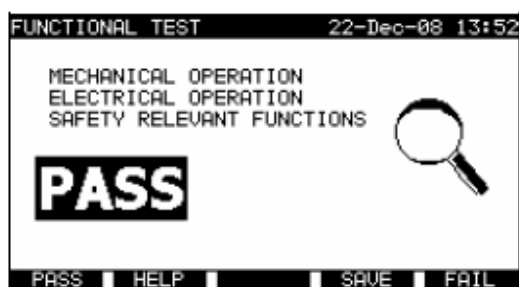 FUNCTIONAL TEST 22-Dec-08 13:52
MECHANICAL OPERATION
ELECTRICAL OPERATION
SAFETY RELEVANT FUNCTIONS
PASS
PASS HELP SAVE FAIL